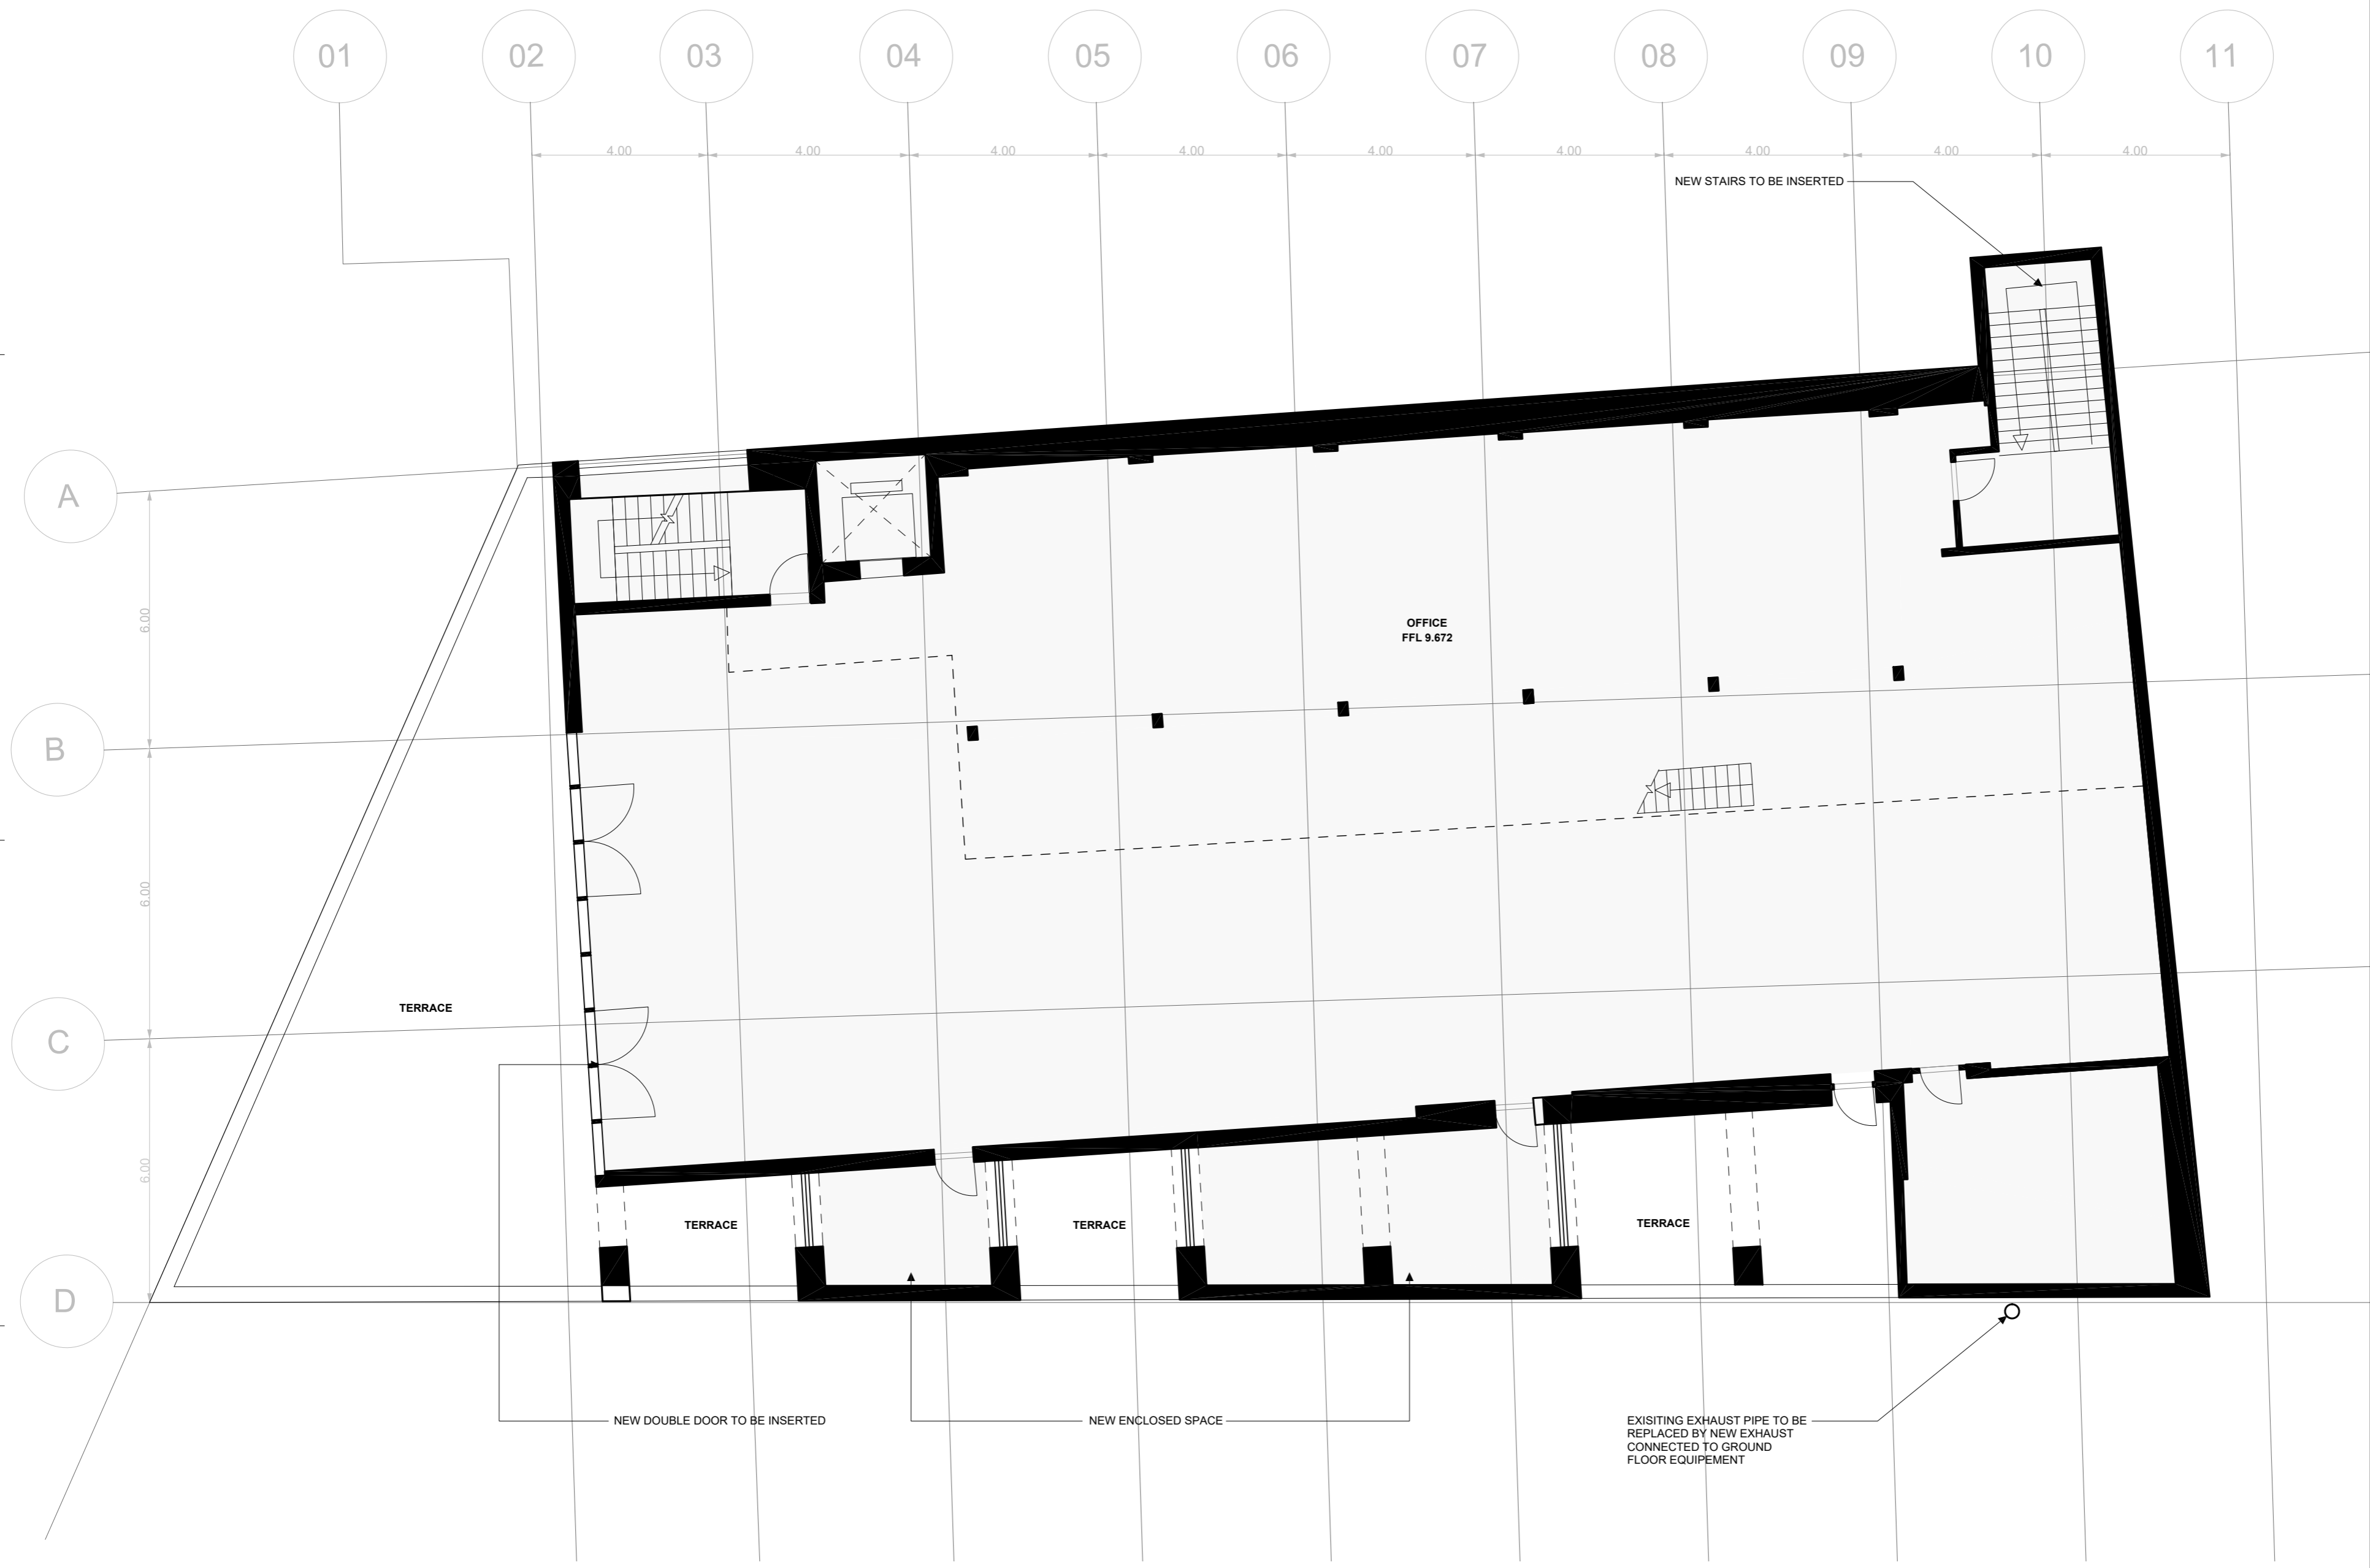 01 02 03 04 05 06 07 08 09 10 11
4.00 4.00 4.00 4.00 4.00 4.00 4.00 4.00 4.00
NEW STAIRS TO BE INSERTED
A
6.00
OFFICE
FFL 9.672
B
6.00
TERRACE
C
6.00
TERRACE TERRACE TERRACE
D
NEW DOUBLE DOOR TO BE INSERTED
NEW ENCLOSED SPACE
EXISITING EXHAUST PIPE TO BE
REPLACED BY NEW EXHAUST
CONNECTED TO GROUND
FLOOR EQUIPEMENT